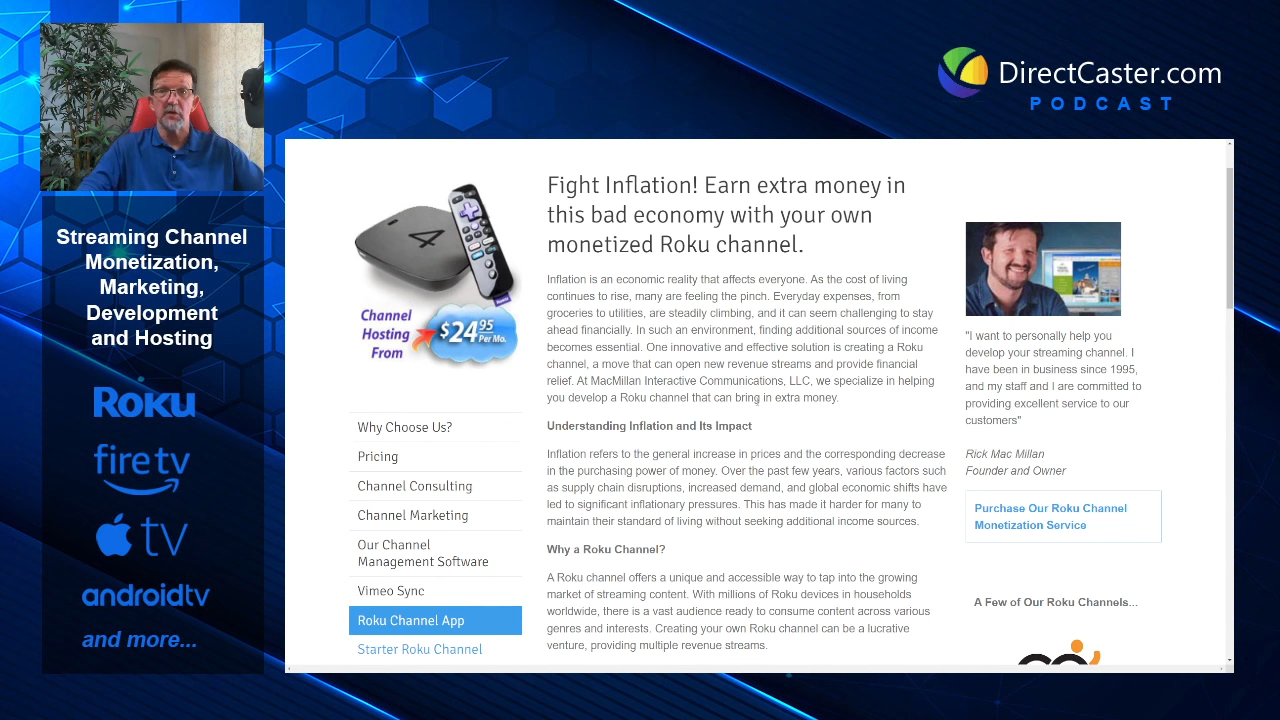 DirectCaster.com
PODCAST
Streaming Channel
Monetization,
Marketing,
Development
and Hosting
Roku
fire tv
tv
androidtv
and more...
4
Channel
Hosting
From
$24.95
Per Mo.
Why Choose Us?
Pricing
Channel Consulting
Channel Marketing
Our Channel
Management Software
Vimeo Sync
Roku Channel App
Starter Roku Channel
Fight Inflation! Earn extra money in
this bad economy with your own
monetized Roku channel.
Inflation is an economic reality that affects everyone. As the cost of living
continues to rise, many are feeling the pinch. Everyday expenses, from
groceries to utilities, are steadily climbing, and it can seem challenging to stay
ahead financially. In such an environment, finding additional sources of income
becomes essential. One innovative and effective solution is creating a Roku
channel, a move that can open new revenue streams and provide financial
relief. At MacMillan Interactive Communications, LLC, we specialize in helping
you develop a Roku channel that can bring in extra money.
Understanding Inflation and Its Impact
Inflation refers to the general increase in prices and the corresponding decrease
in the purchasing power of money. Over the past few years, various factors such
as supply chain disruptions, increased demand, and global economic shifts have
led to significant inflationary pressures. This has made it harder for many to
maintain their standard of living without seeking additional income sources.
Why a Roku Channel?
A Roku channel offers a unique and accessible way to tap into the growing
market of streaming content. With millions of Roku devices in households
worldwide, there is a vast audience ready to consume content across various
genres and interests. Creating your own Roku channel can be a lucrative
venture, providing multiple revenue streams.
"I want to personally help you
develop your streaming channel. I
have been in business since 1995,
and my staff and I are committed to
providing excellent service to our
customers"
Rick Mac Millan
Founder and Owner
Purchase Our Roku Channel
Monetization Service
A Few of Our Roku Channels...